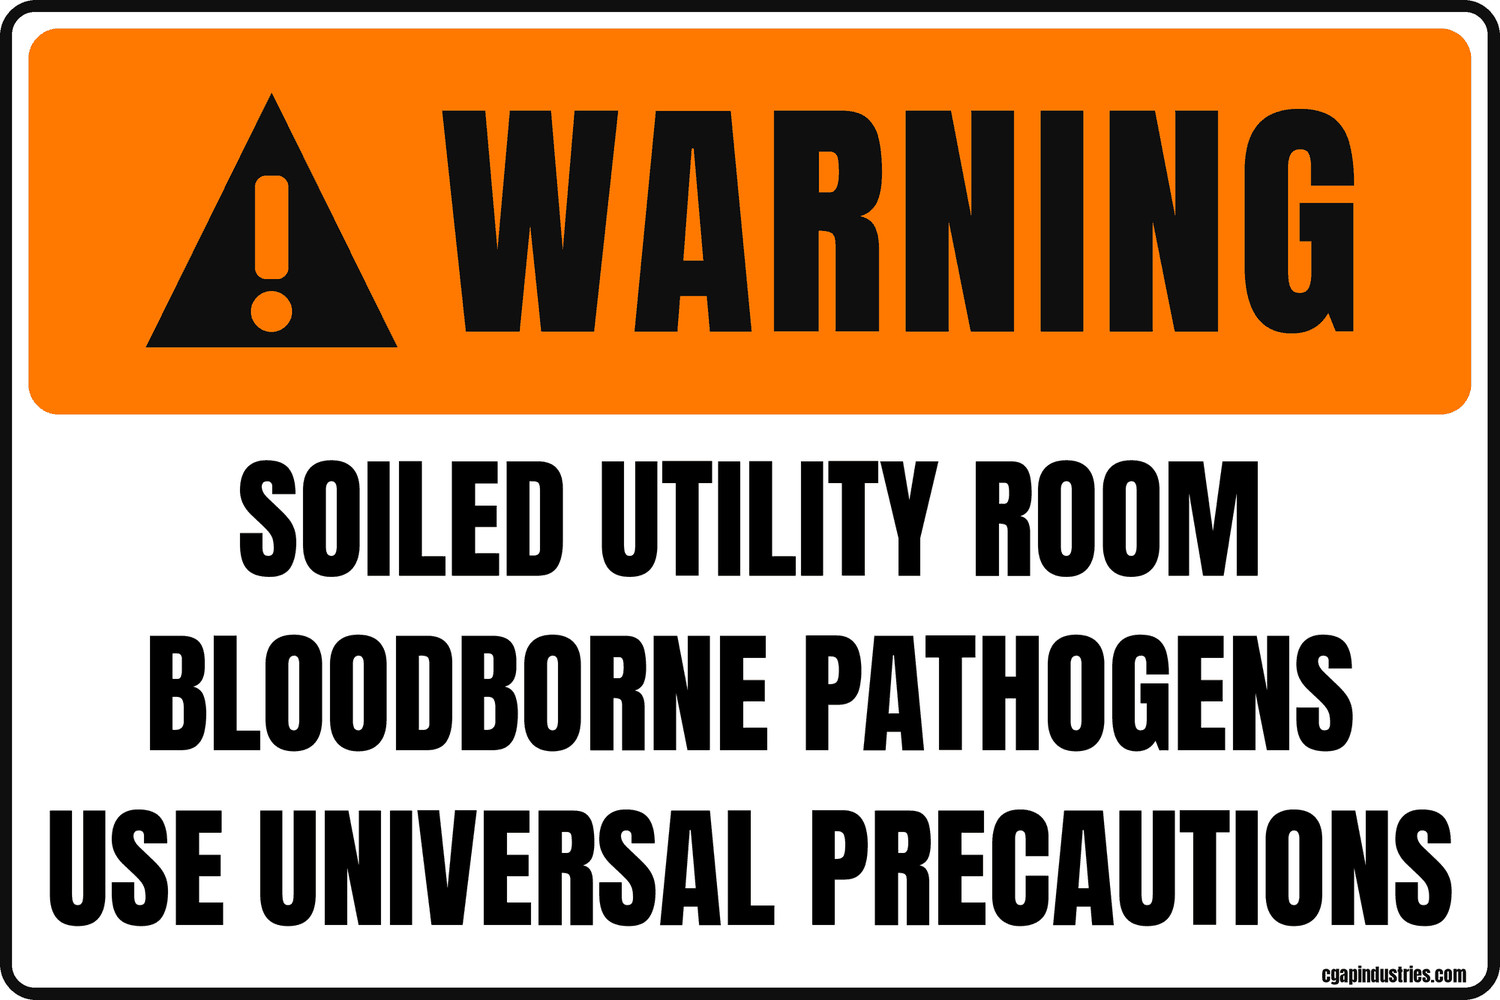 WARNING
SOILED UTILITY ROOM
BLOODBORNE PATHOGENS
USE UNIVERSAL PRECAUTIONS
cgapindustries.com